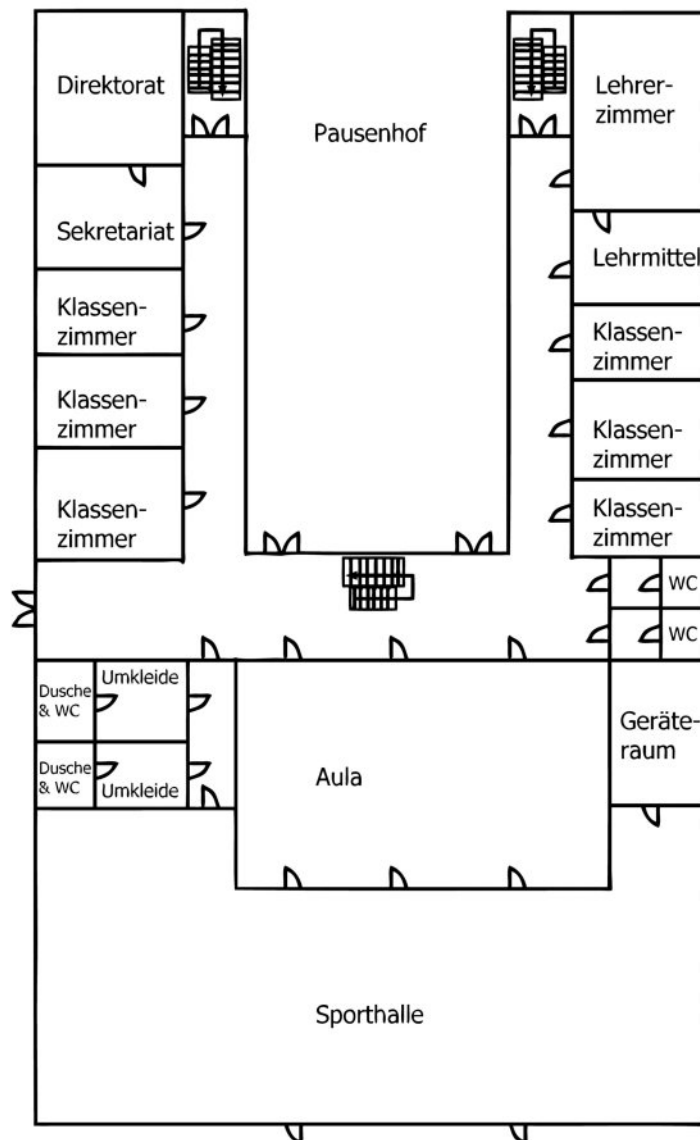 Direktorat
Pausenhof
Lehrer-
zimmer
Sekretariat
Lehrmittel
Klassen-
zimmer
Klassen-
zimmer
Klassen-
zimmer
Klassen-
zimmer
Klassen-
zimmer
Klassen-
zimmer
WC
WC
Dusche
& WC
Umkleide
Dusche
& WC
Umkleide
Aula
Geräte-
raum
Sporthalle